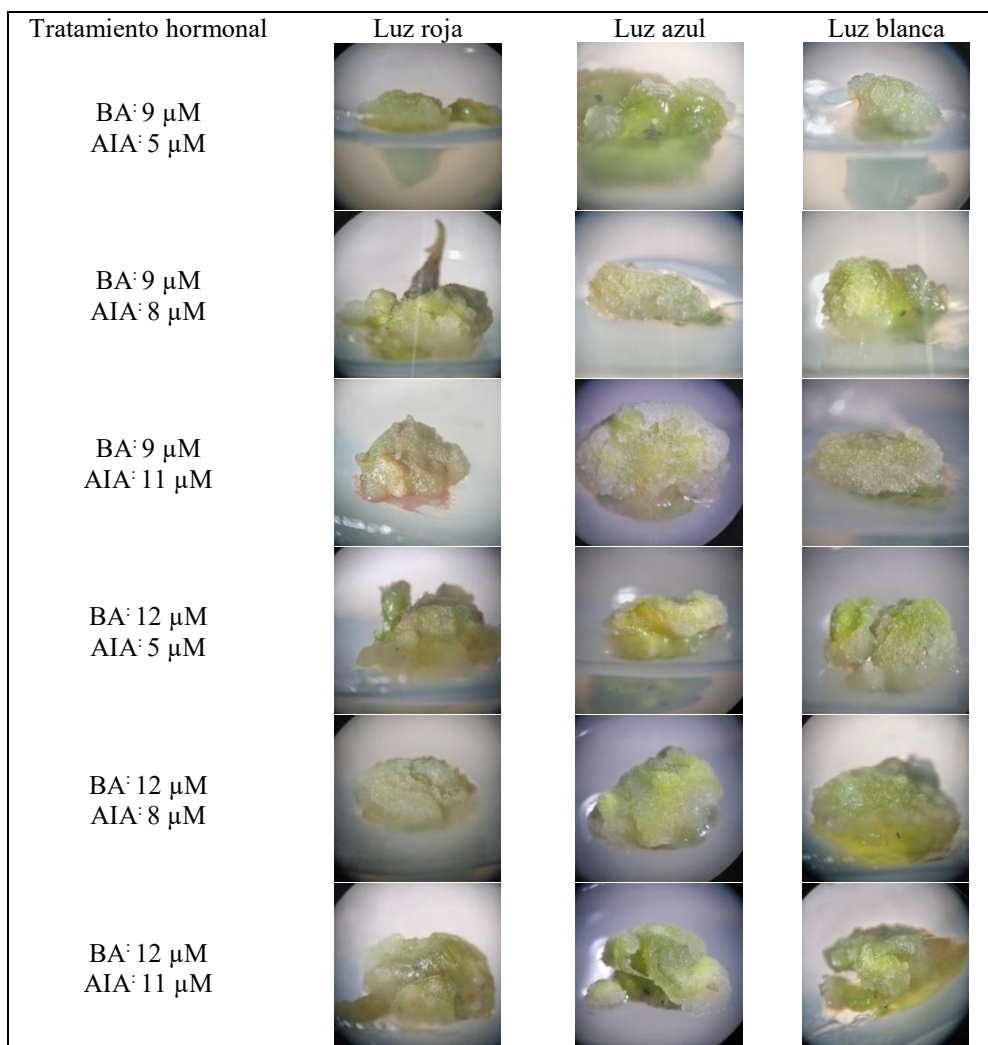 Tratamiento hormonal Luz roja Luz azul Luz blanca
BA: 9 µM
AIA: 5 µM
BA: 9 µM
AIA: 8 µM
BA: 9 µM
AIA: 11 µM
BA: 12 µM
AIA: 5 µM
BA: 12 µM
AIA: 8 µM
BA: 12 µM
AIA: 11 µM